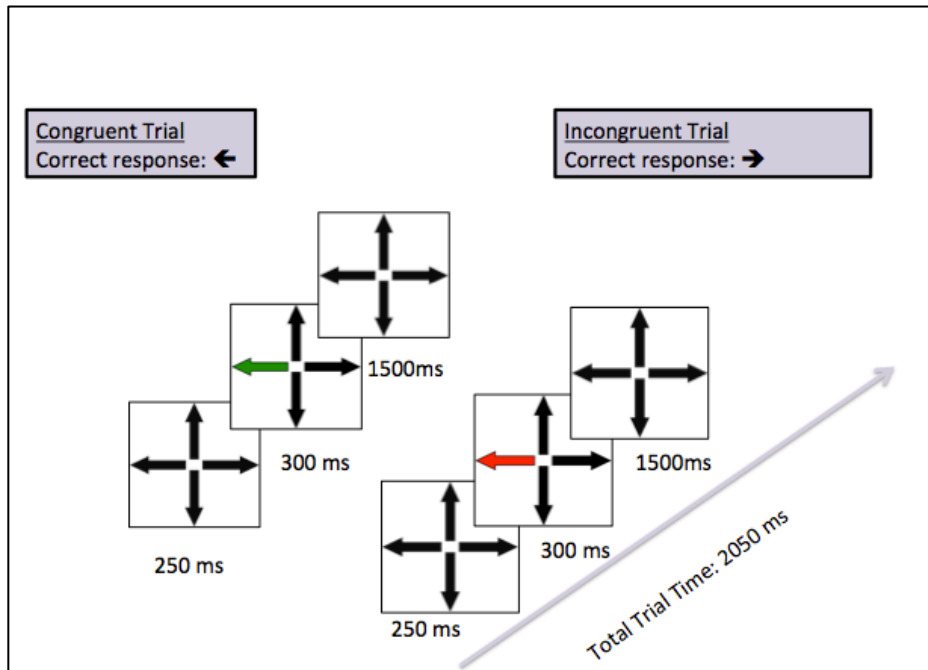 Congruent Trial
Correct response: 🡸
Incongruent Trial
Correct response: 🡺
1500ms
300 ms
250 ms
1500ms
300 ms
250 ms
Total Trial Time: 2050 ms